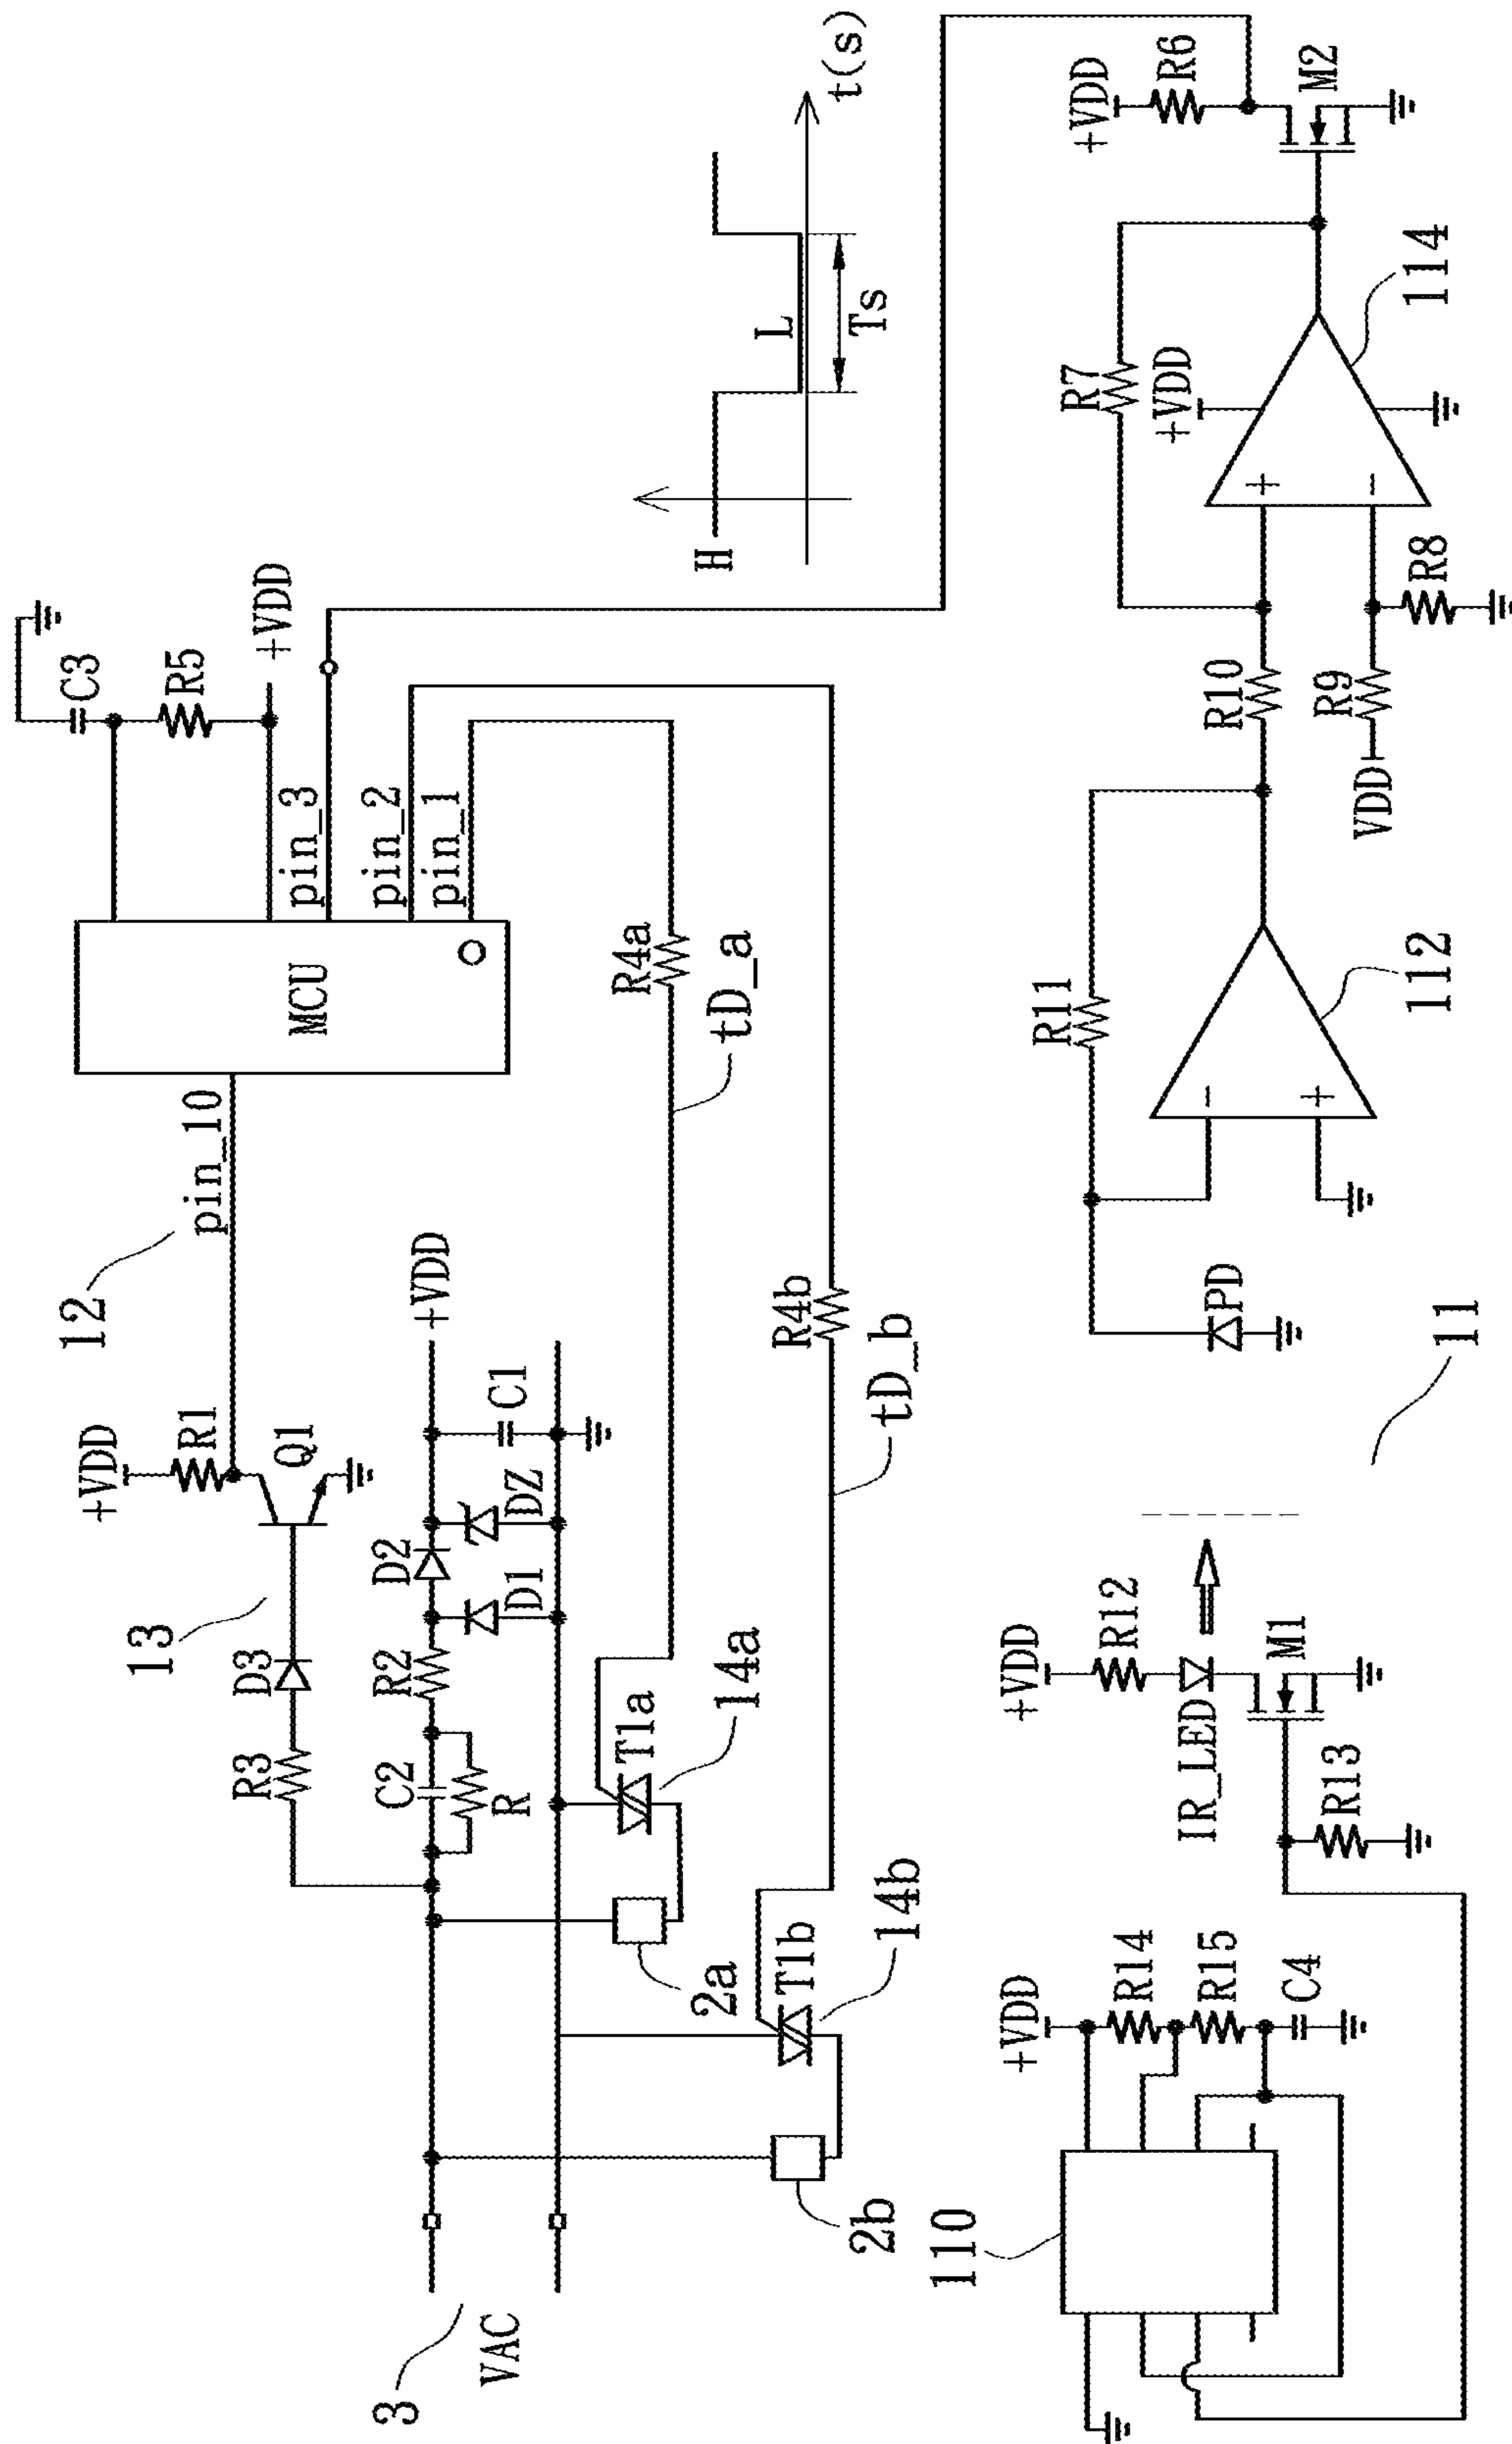 3
VAC
+VDD
R1
Q1
pin_10
12
13
D3
R3
C2
R
R2
D2
D1
DZ
C1
+VDD
MCU
C3
R5
+VDD
pin_3
pin_2
pin_1
R4a
tD_a
R4b
tD_b
T1a
14a
2a
T1b
14b
2b
H
L
Ts
t(s)
110
+VDD
R14
R15
C4
+VDD
R12
IR_LED
M1
R13
11
PD
R11
112
R10
VDD
R9
R8
R7
+VDD
114
+VDD
R6
M2
-
+
+
-